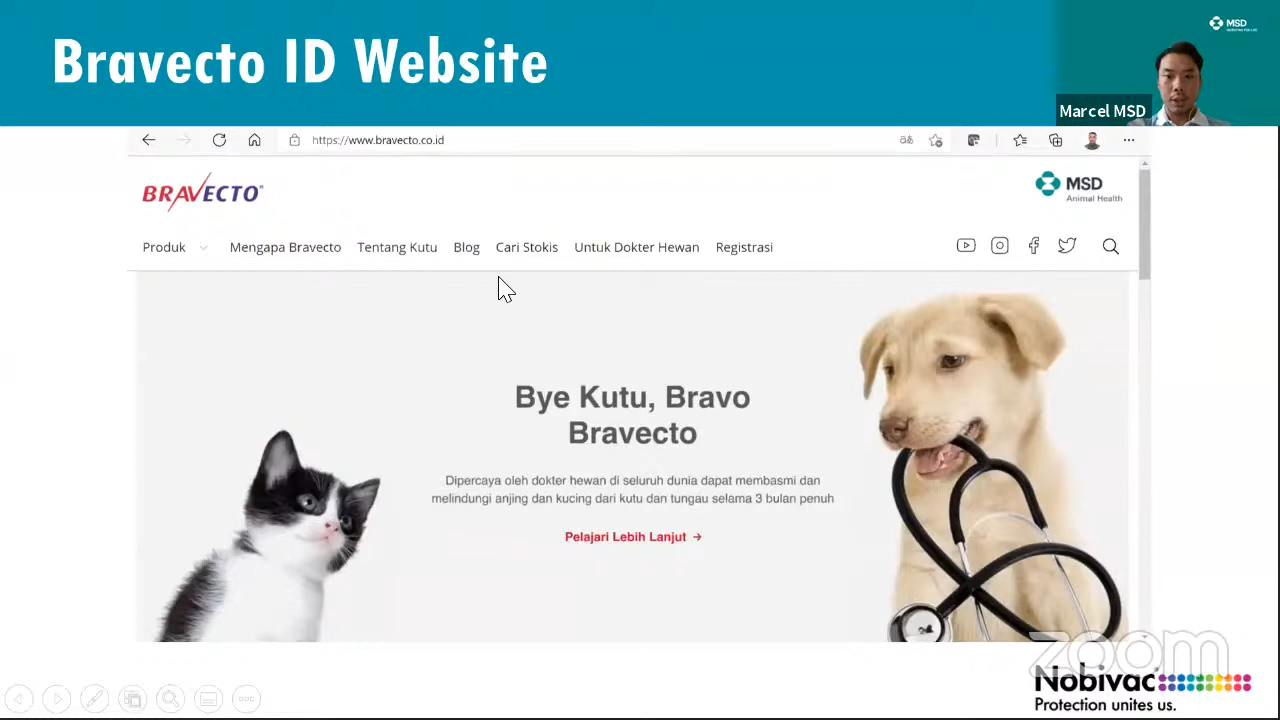 Bravecto ID Website
MSD
Marcel MSD
https://www.bravecto.co.id
BRAVECTO®
MSD
Animal Health
Produk Mengapa Bravecto Tentang Kutu Blog Cari Stokis Untuk Dokter Hewan Registrasi
Bye Kutu, Bravo
Bravecto
Dipercaya oleh dokter hewan di seluruh dunia dapat membasmi dan
melindungi anjing dan kucing dari kutu dan tungau selama 3 bulan penuh
Pelajari Lebih Lanjut →
zoom
Nobivac
Protection unites us.